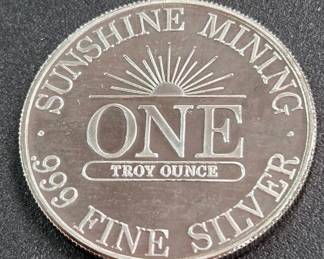 SUNSHINE MINING
ONE
TROY OUNCE
.999 FINE SILVER